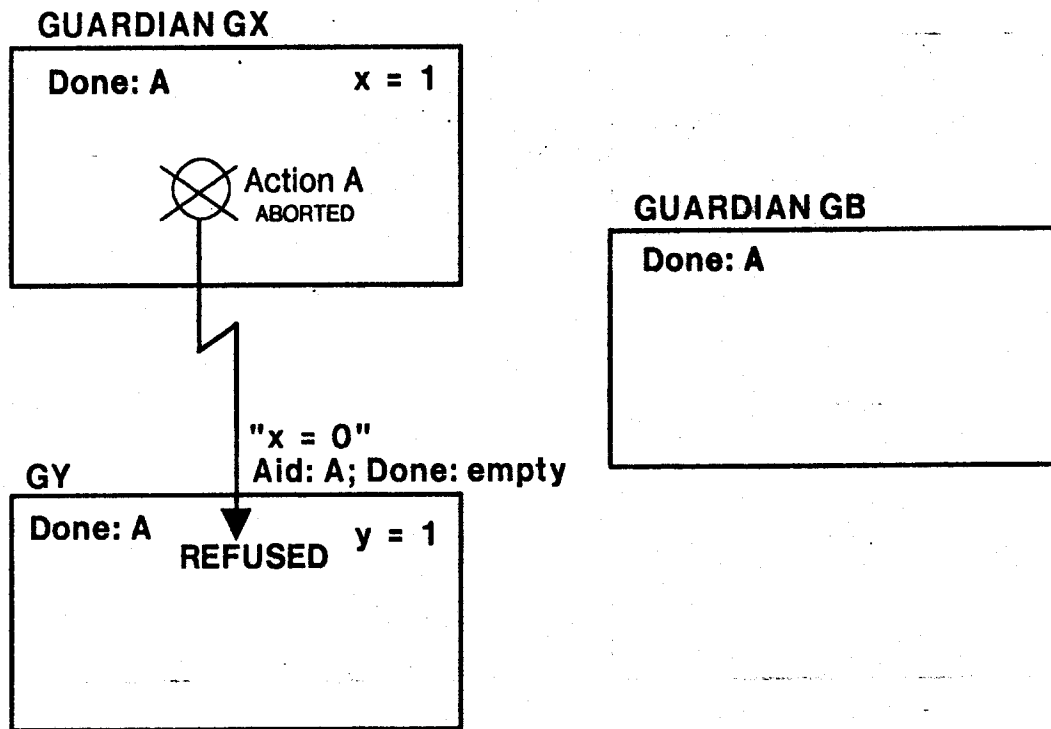 GUARDIAN GX
Done: A
x = 1
Action A
ABORTED
GUARDIAN GB
Done: A
"x = 0"
Aid: A; Done: empty
GY
Done: A
y = 1
REFUSED